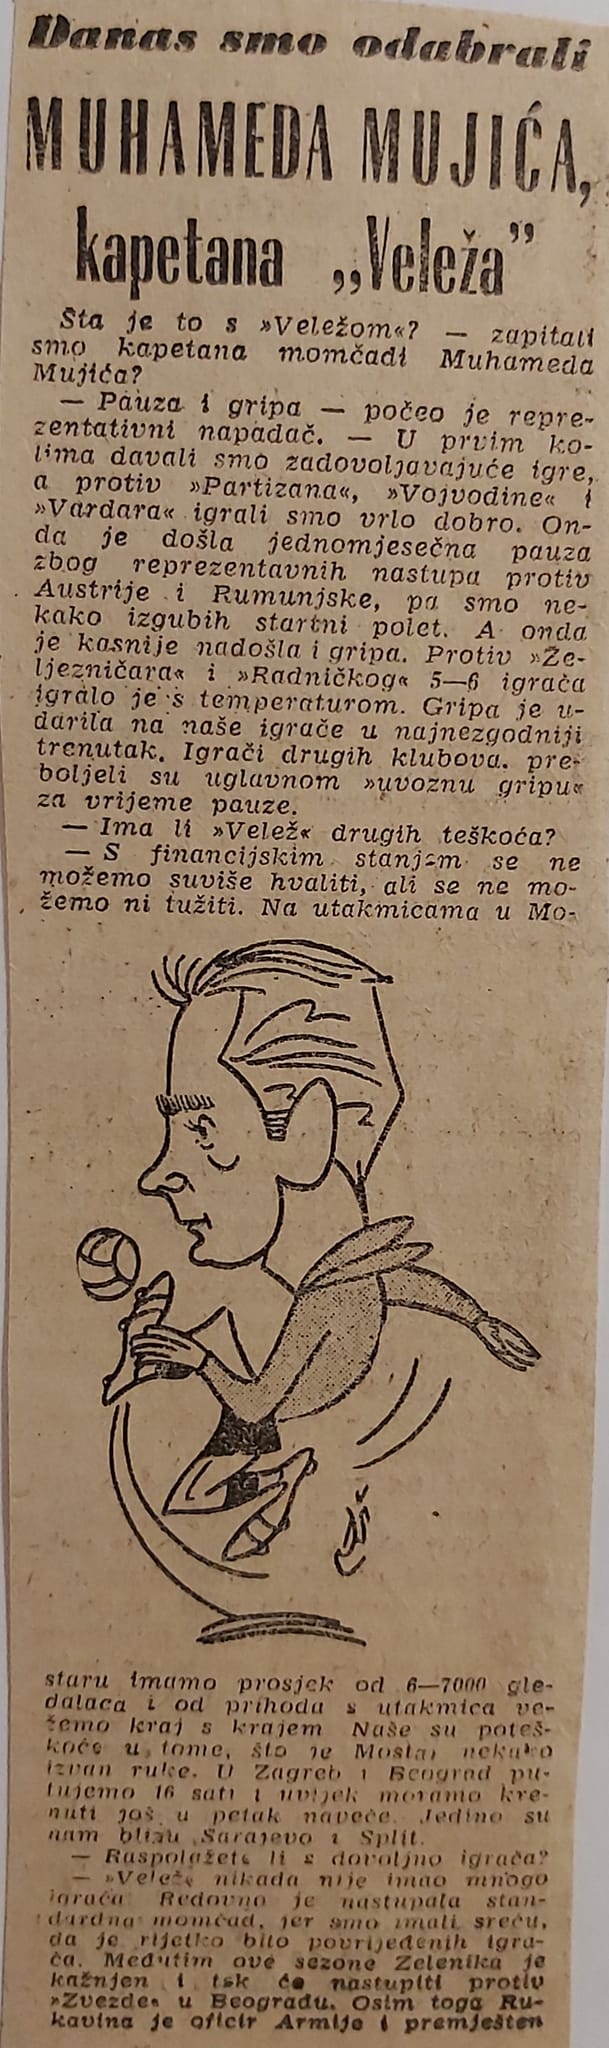 Danas smo odabrali
MUHAMEDA MUJIĆA,
kapetana „Veleža”
Šta je to s »Veležom«? — zapitali
smo kapetana momčadi Muhameda
Mujića?
— Pauza i gripa — počeo je repre-
zentativni napadač. — U prvim ko-
lima davali smo zadovoljavajuće igre,
a protiv »Partizana«, »Vojvodine« i
»Vardara« igrali smo vrlo dobro. On-
da je došla jednomjesečna pauza
zbog reprezentavnih nastupa protiv
Austrije i Rumunjske, pa smo ne-
kako izgubih startni polet. A onda
je kasnije nadošla i gripa. Protiv »Že-
ljezničara« i »Radničkog« 5—6 igrača
igralo je s temperaturom. Gripa je u-
darila na naše igrače u najnezgodniji
trenutak. Igrači drugih klubova. pre-
boljeli su uglavnom »uvoznu gripu«
za vrijeme pauze.
— Ima li »Velež« drugih teškoća?
— S financijskim stanjem se ne
možemo suviše hvaliti, ali se ne mo-
žemo ni tužiti. Na utakmicama u Mo-
staru imamo prosjek od 6—7000 gle-
dalaca i od prihoda s utakmica ve-
žemo kraj s krajem Naše su poteš-
koće u tome, što je Mostar nekako
izvan ruke. U Zagreb i Beograd pu-
tujemo 16 sati i uvijek moramo kre-
nuti još u petak naveče. Jedino su
nam blizu Sarajevo i Split.
— Raspolažete li s dovoljno igrača?
— »Velež« nikada nije imao mnogo
igrača Redovno je nastupala stan-
dardna momčad, jer smo imali sreću,
da je rijetko bilo povrijeđenih igra-
ča. Međutim ove sezone Zelenika je
kažnjen i tek će nastupiti protiv
»Zvezde« u Beogradu. Osim toga Ru-
kavina je oficir Armije i premješten